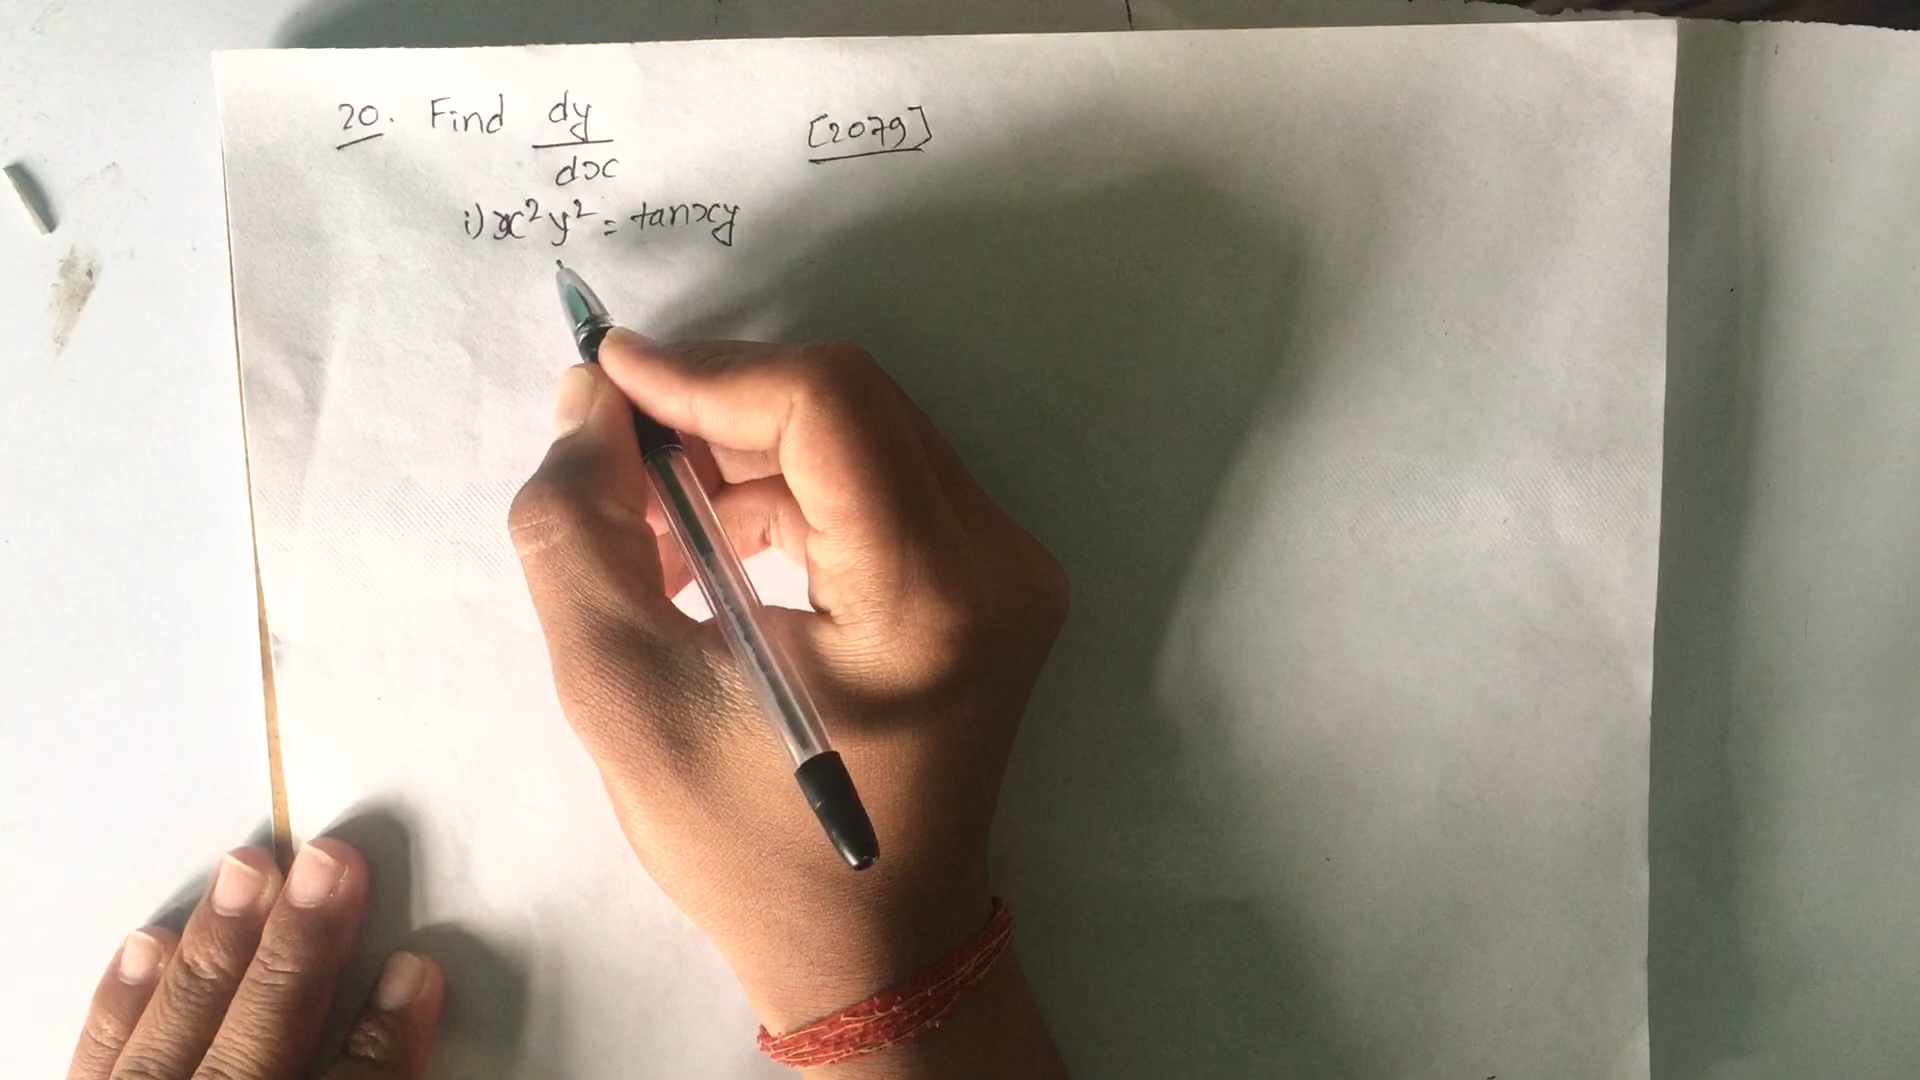 20. Find dy/dx [2079]
i) x²y² = tanxy